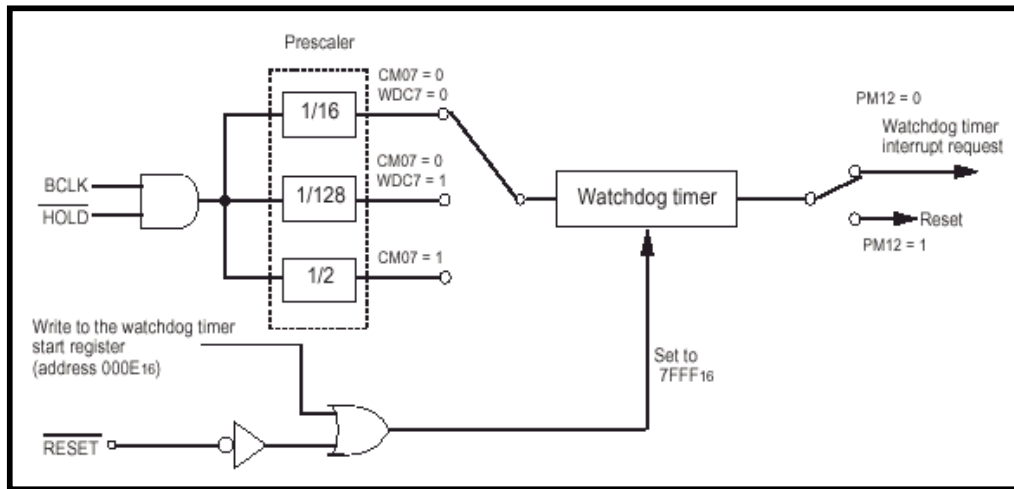 Prescaler
CM07 = 0
WDC7 = 0
1/16
PM12 = 0
Watchdog timer
interrupt request
CM07 = 0
WDC7 = 1
BCLK
HOLD
1/128
Watchdog timer
Reset
PM12 = 1
CM07 = 1
1/2
Write to the watchdog timer
start register
(address 000E16)
Set to
7FFF16
RESET